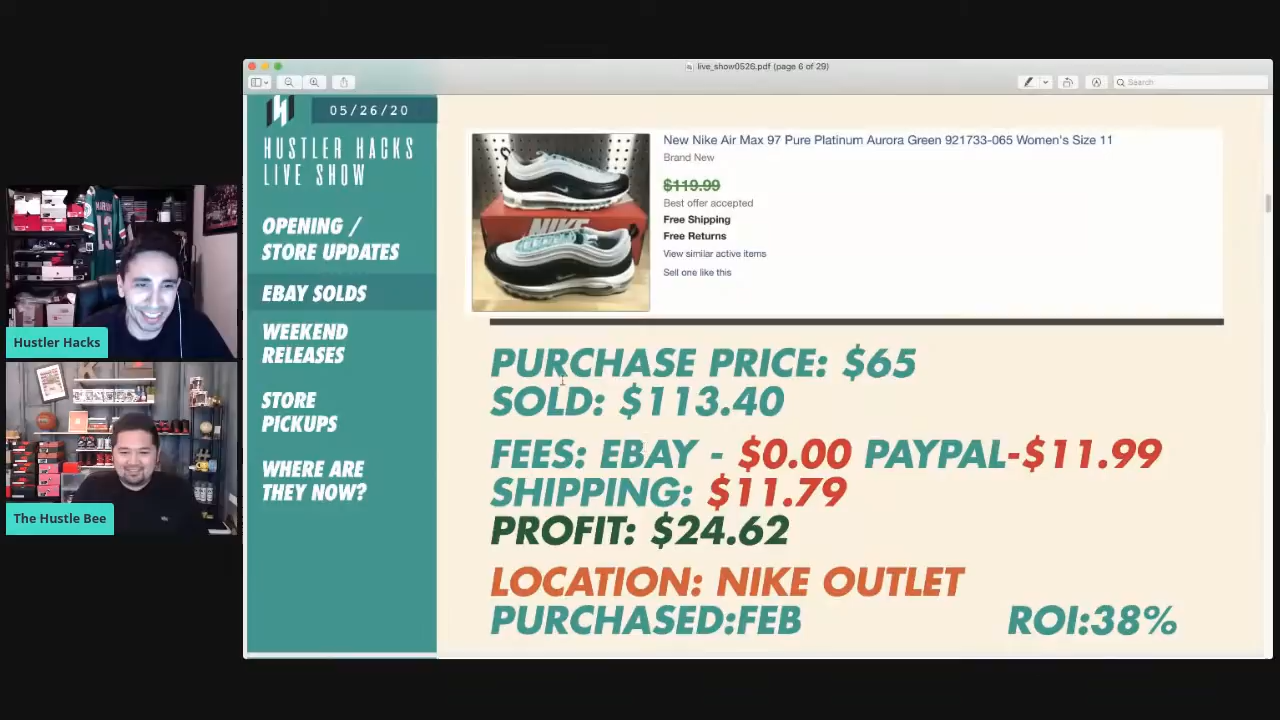 live_show0526.pdf (page 6 of 29)
Search
05/26/20
HUSTLER HACKS
LIVE SHOW
OPENING /
STORE UPDATES
EBAY SOLDS
WEEKEND
RELEASES
STORE
PICKUPS
WHERE ARE
THEY NOW?
Hustler Hacks
The Hustle Bee
NIKE
New Nike Air Max 97 Pure Platinum Aurora Green 921733-065 Women's Size 11
Brand New
$119.99
Best offer accepted
Free Shipping
Free Returns
View similar active items
Sell one like this
PURCHASE PRICE: $65
SOLD: $113.40
FEES: EBAY - $0.00 PAYPAL-$11.99
SHIPPING: $11.79
PROFIT: $24.62
LOCATION: NIKE OUTLET
PURCHASED:FEB
ROI:38%